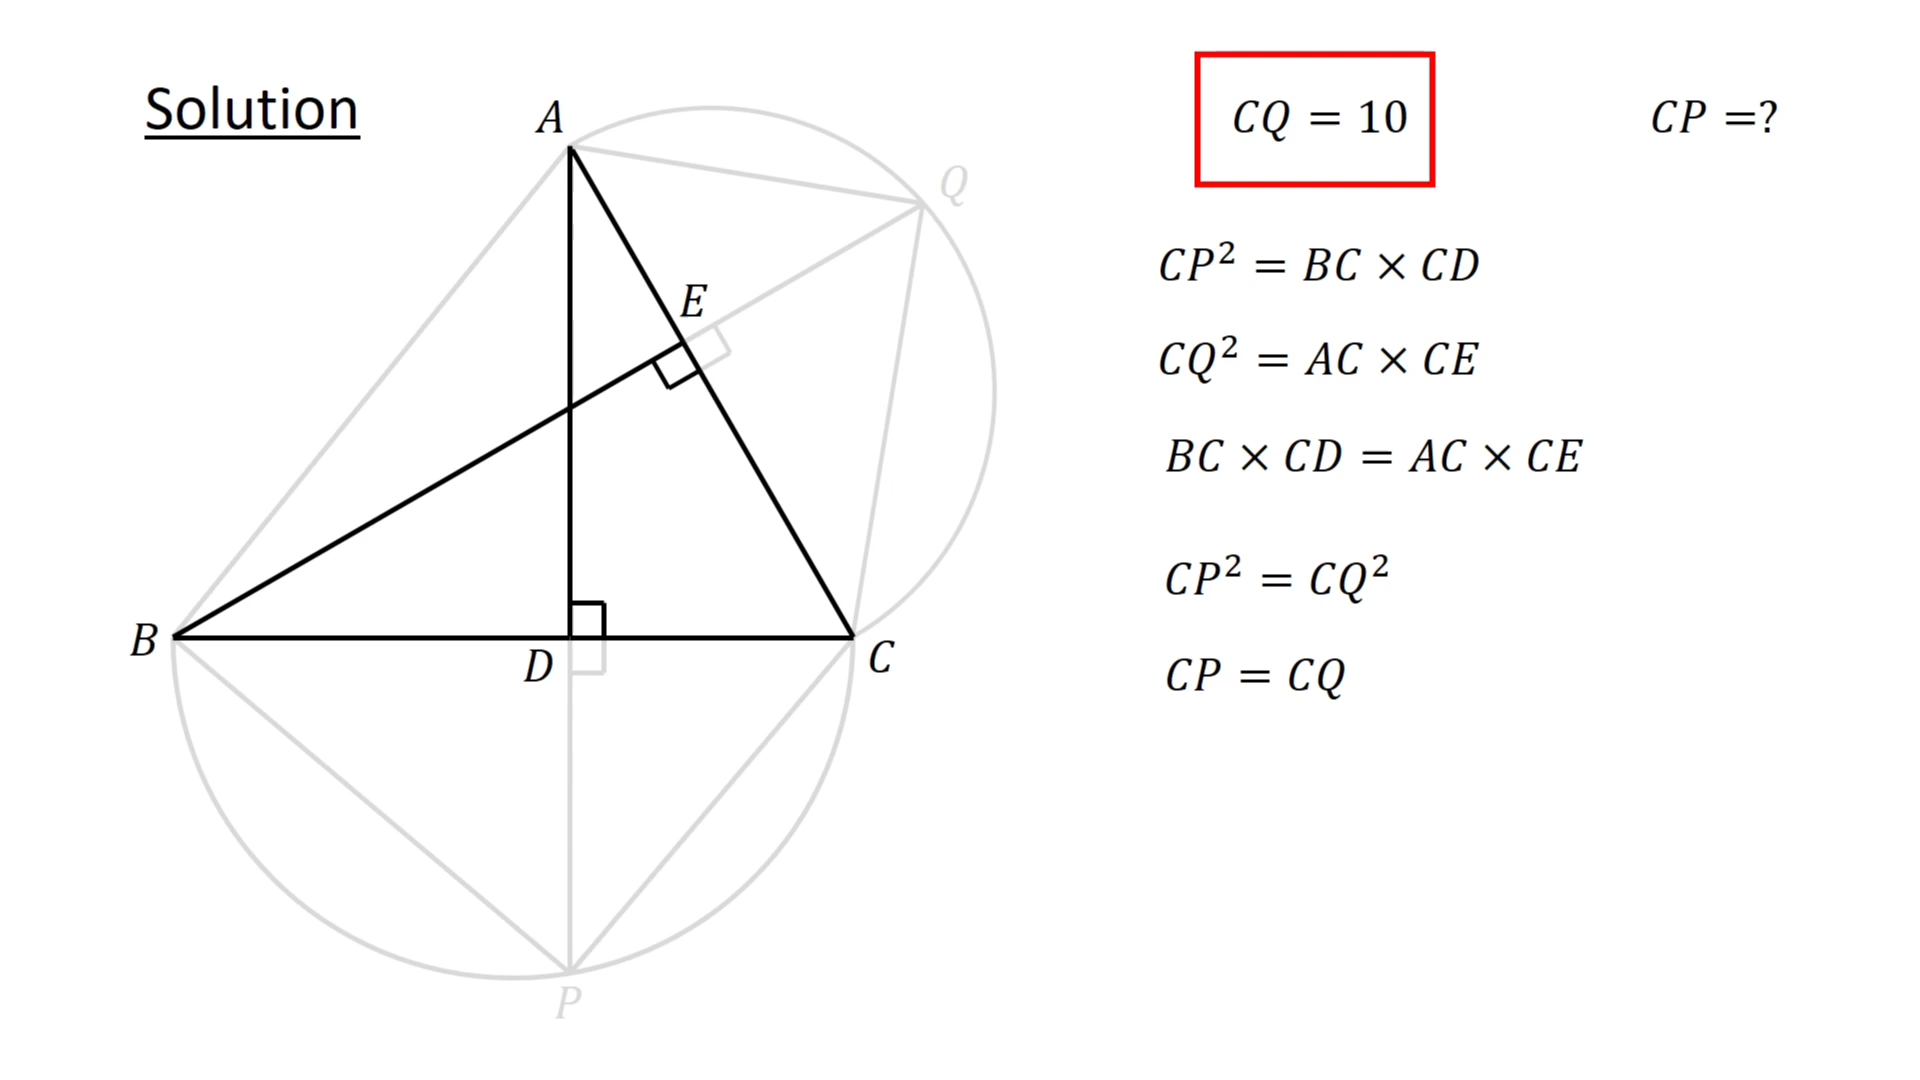 Solution
A
CQ = 10
CP =?
Q
CP² = BC × CD
E
CQ² = AC × CE
BC × CD = AC × CE
CP² = CQ²
B
D
C
CP = CQ
P